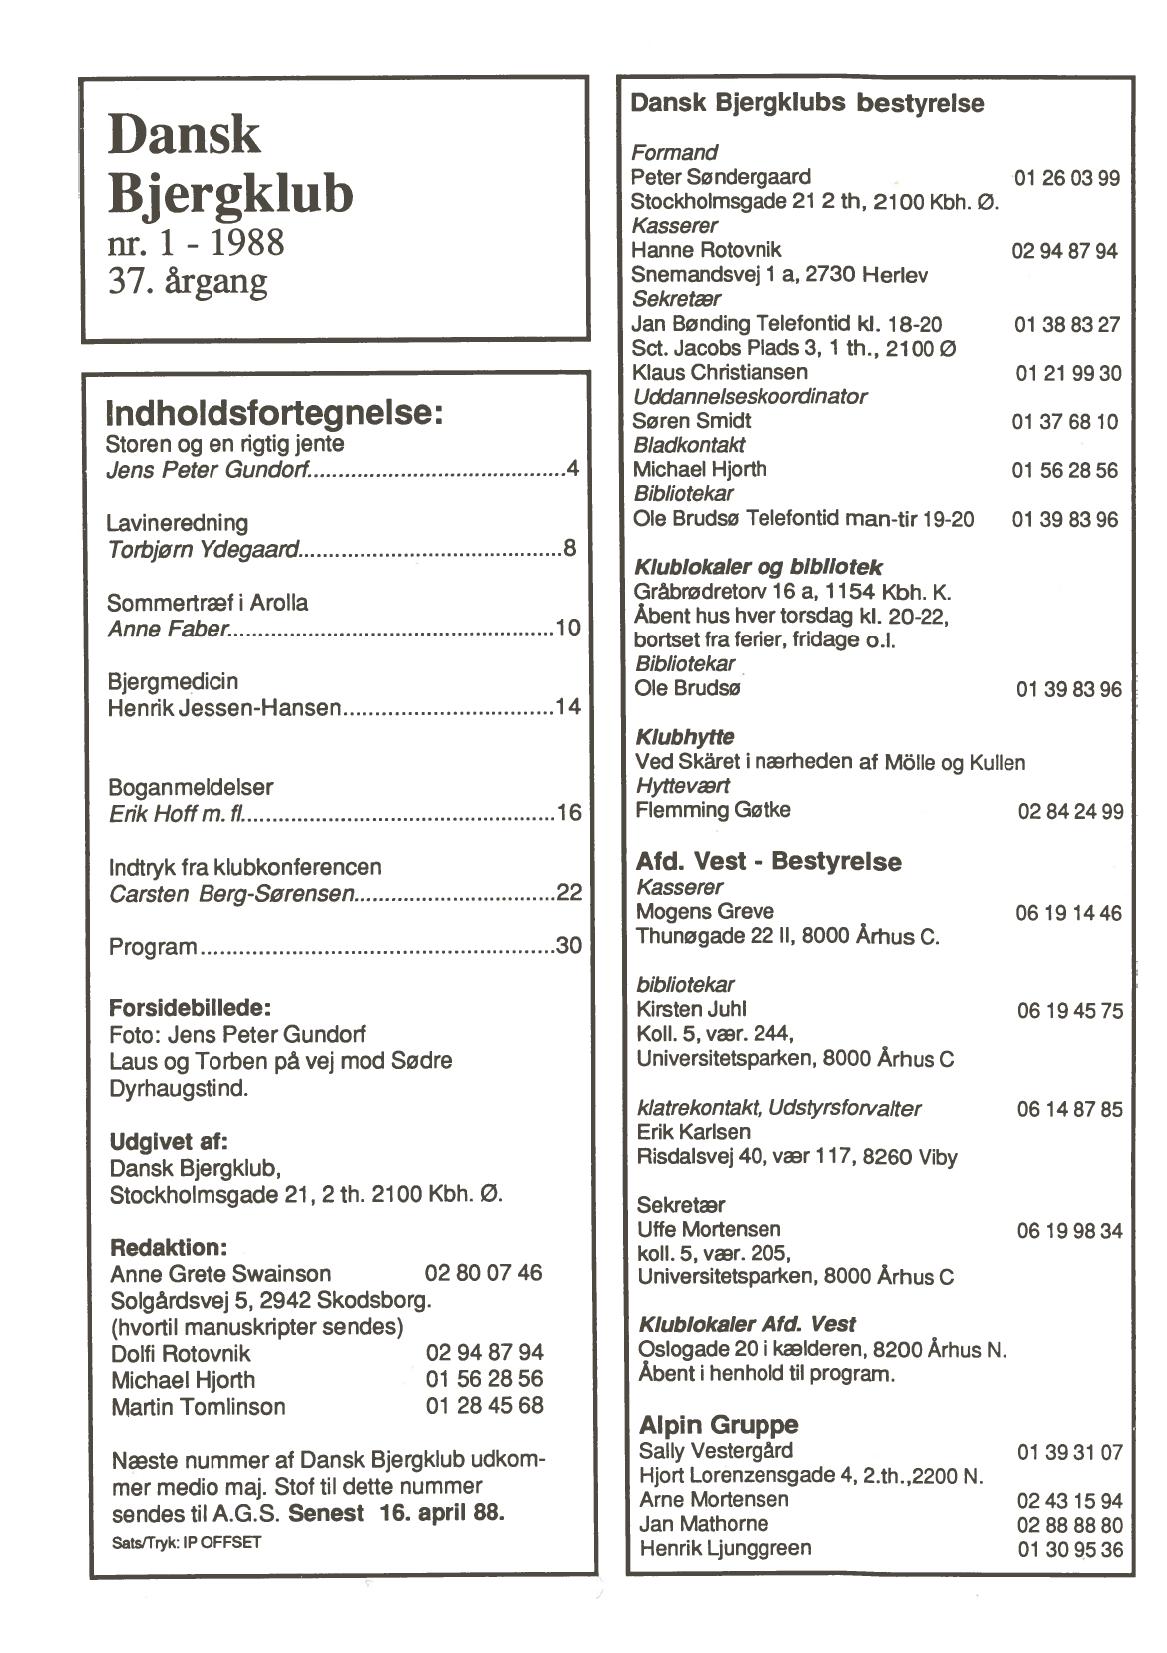 Dansk
Bjergklub
nr. 1 - 1988
37. årgang
Indholdsfortegnelse:
Storen og en rigtig jente
Jens Peter Gundorf............................................4
Lavineredning
Torbjørn Ydegaard............................................8
Sommertræf i Arolla
Anne Faber.....................................................10
Bjergmedicin
Henrik Jessen-Hansen................................14
Boganmeldelser
Erik Hoff m. fl..................................................16
Indtryk fra klubkonferencen
Carsten Berg-Sørensen................................22
Program.........................................................30
Forsidebillede:
Foto: Jens Peter Gundorf
Laus og Torben på vej mod Sødre
Dyrhaugstind.
Udgivet af:
Dansk Bjergklub,
Stockholmsgade 21, 2 th. 2100 Kbh. Ø.
Redaktion:
Anne Grete Swainson 02 80 07 46
Solgårdsvej 5, 2942 Skodsborg.
(hvortil manuskripter sendes)
Dolfi Rotovnik 02 94 87 94
Michael Hjorth 01 56 28 56
Martin Tomlinson 01 28 45 68
Næste nummer af Dansk Bjergklub udkom-
mer medio maj. Stof til dette nummer
sendes til A.G.S. Senest 16. april 88.
Sats/Tryk: IP OFFSET
Dansk Bjergklubs bestyrelse
Formand
Peter Søndergaard 01 26 03 99
Stockholmsgade 21 2 th, 2100 Kbh. Ø.
Kasserer
Hanne Rotovnik 02 94 87 94
Snemandsvej 1 a, 2730 Herlev
Sekretær
Jan Bønding Telefontid kl. 18-20 01 38 83 27
Sct. Jacobs Plads 3, 1 th., 2100 Ø
Klaus Christiansen 01 21 99 30
Uddannelseskoordinator
Søren Smidt 01 37 68 10
Bladkontakt
Michael Hjorth 01 56 28 56
Bibliotekar
Ole Brudsø Telefontid man-tir 19-20 01 39 83 96
Klublokaler og bibliotek
Gråbrødretorv 16 a, 1154 Kbh. K.
Åbent hus hver torsdag kl. 20-22,
bortset fra ferier, fridage o.l.
Bibliotekar
Ole Brudsø 01 39 83 96
Klubhytte
Ved Skäret i nærheden af Mölle og Kullen
Hyttevært
Flemming Gøtke 02 84 24 99
Afd. Vest - Bestyrelse
Kasserer
Mogens Greve 06 19 14 46
Thunøgade 22 II, 8000 Århus C.
bibliotekar
Kirsten Juhl 06 19 45 75
Koll. 5, vær. 244,
Universitetsparken, 8000 Århus C
klatrekontakt, Udstyrsforvalter 06 14 87 85
Erik Karlsen
Risdalsvej 40, vær 117, 8260 Viby
Sekretær
Uffe Mortensen 06 19 98 34
koll. 5, vær. 205,
Universitetsparken, 8000 Århus C
Klublokaler Afd. Vest
Oslogade 20 i kælderen, 8200 Århus N.
Åbent i henhold til program.
Alpin Gruppe
Sally Vestergård 01 39 31 07
Hjort Lorenzensgade 4, 2.th.,2200 N.
Arne Mortensen 02 43 15 94
Jan Mathorne 02 88 88 80
Henrik Ljunggreen 01 30 95 36